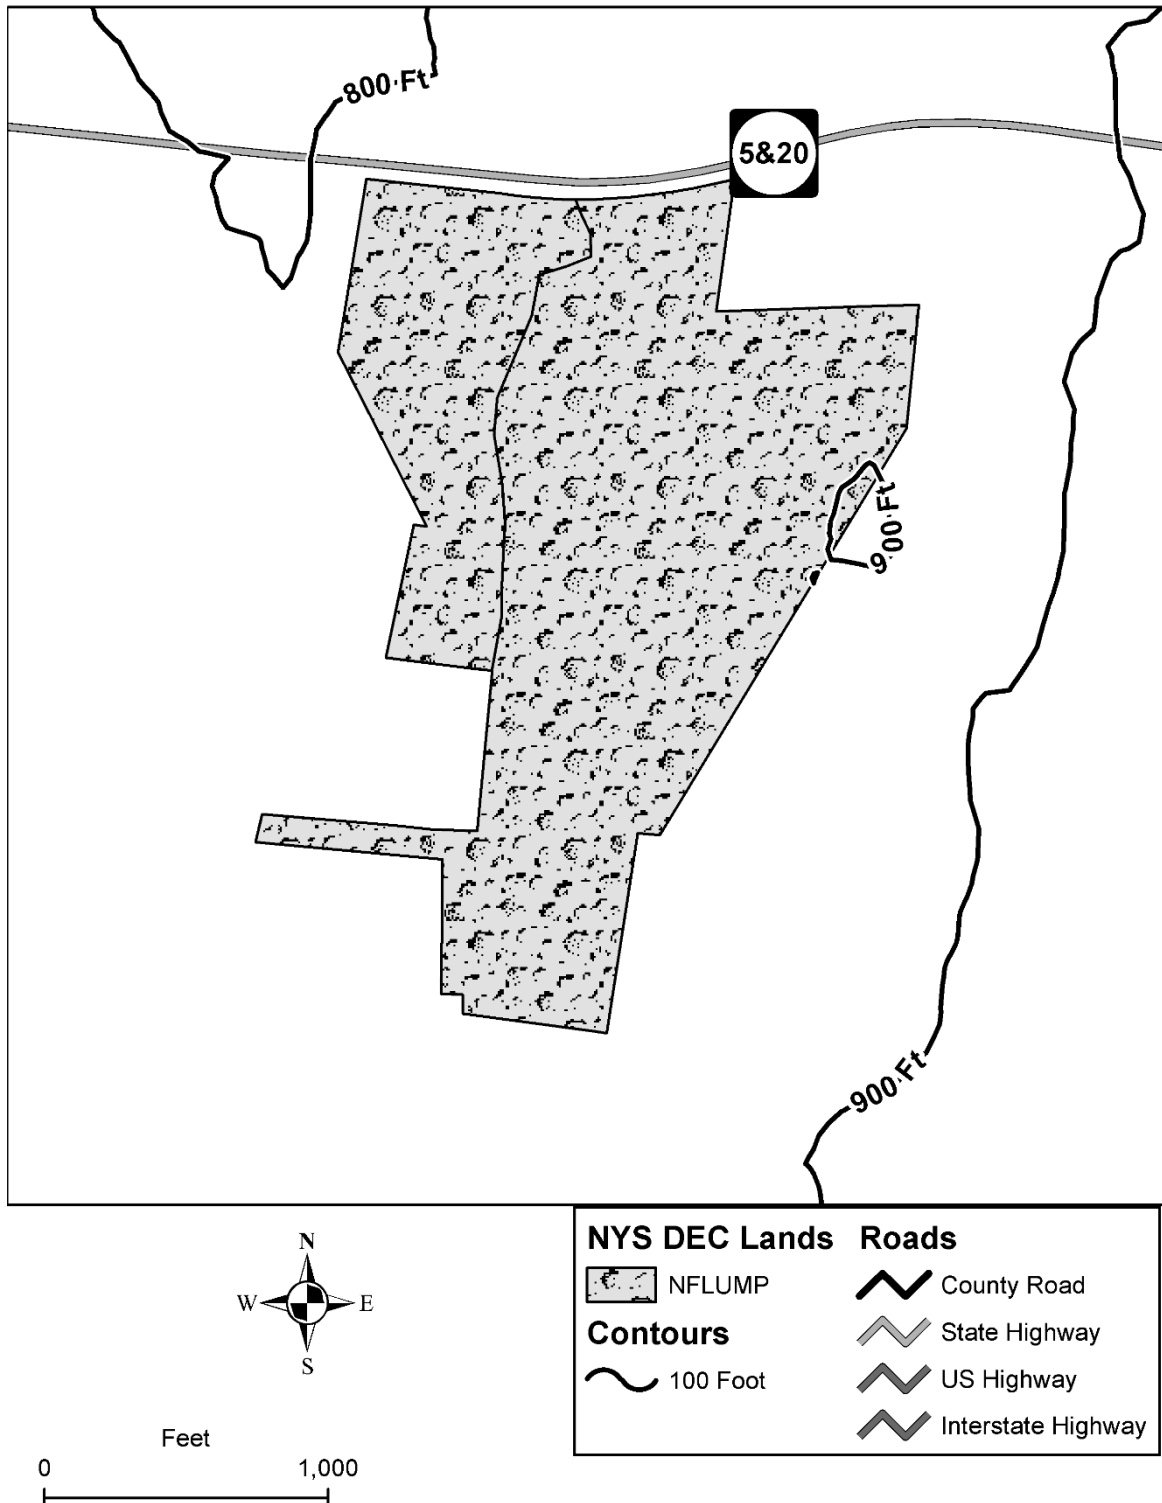 800 Ft
5&20
900 Ft
900 Ft
N
W E
S
Feet
0 1,000
NYS DEC Lands
NFLUMP
Contours
100 Foot
Roads
County Road
State Highway
US Highway
Interstate Highway